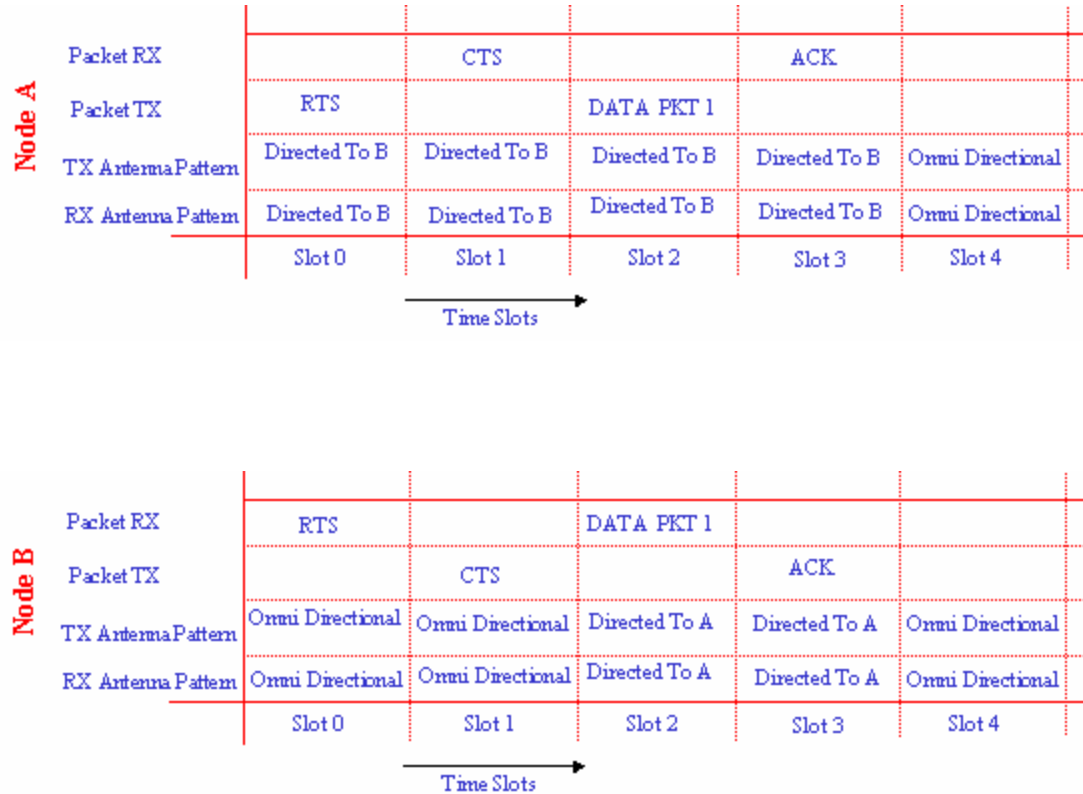 Node A
Packet RX CTS ACK
Packet TX RTS DATA PKT 1
TX Antenna Pattern Directed To B Directed To B Directed To B Directed To B Omni Directional
RX Antenna Pattern Directed To B Directed To B Directed To B Directed To B Omni Directional
Slot 0 Slot 1 Slot 2 Slot 3 Slot 4
Time Slots
Node B
Packet RX RTS DATA PKT 1
Packet TX CTS ACK
TX Antenna Pattern Omni Directional Omni Directional Directed To A Directed To A Omni Directional
RX Antenna Pattern Omni Directional Omni Directional Directed To A Directed To A Omni Directional
Slot 0 Slot 1 Slot 2 Slot 3 Slot 4
Time Slots